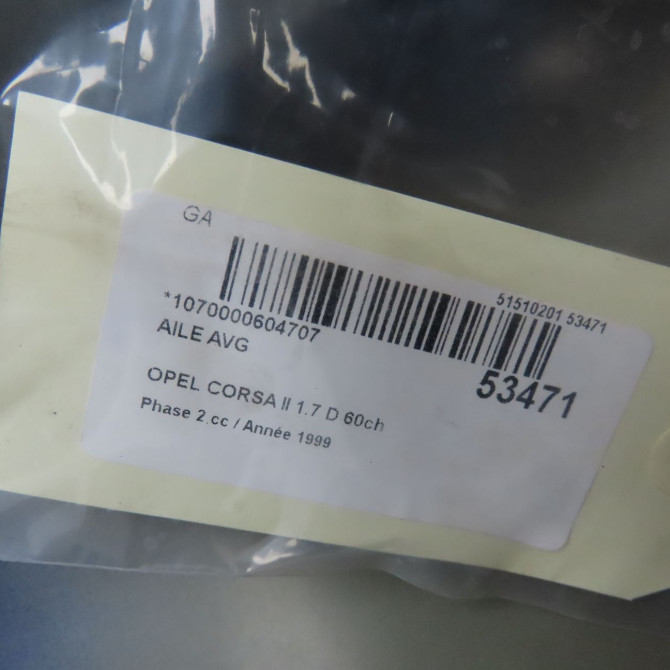 GA
51510201 53471
*1070000604707
AILE AVG
53471
OPEL CORSA II 1.7 D 60ch
Phase 2.cc / Année 1999